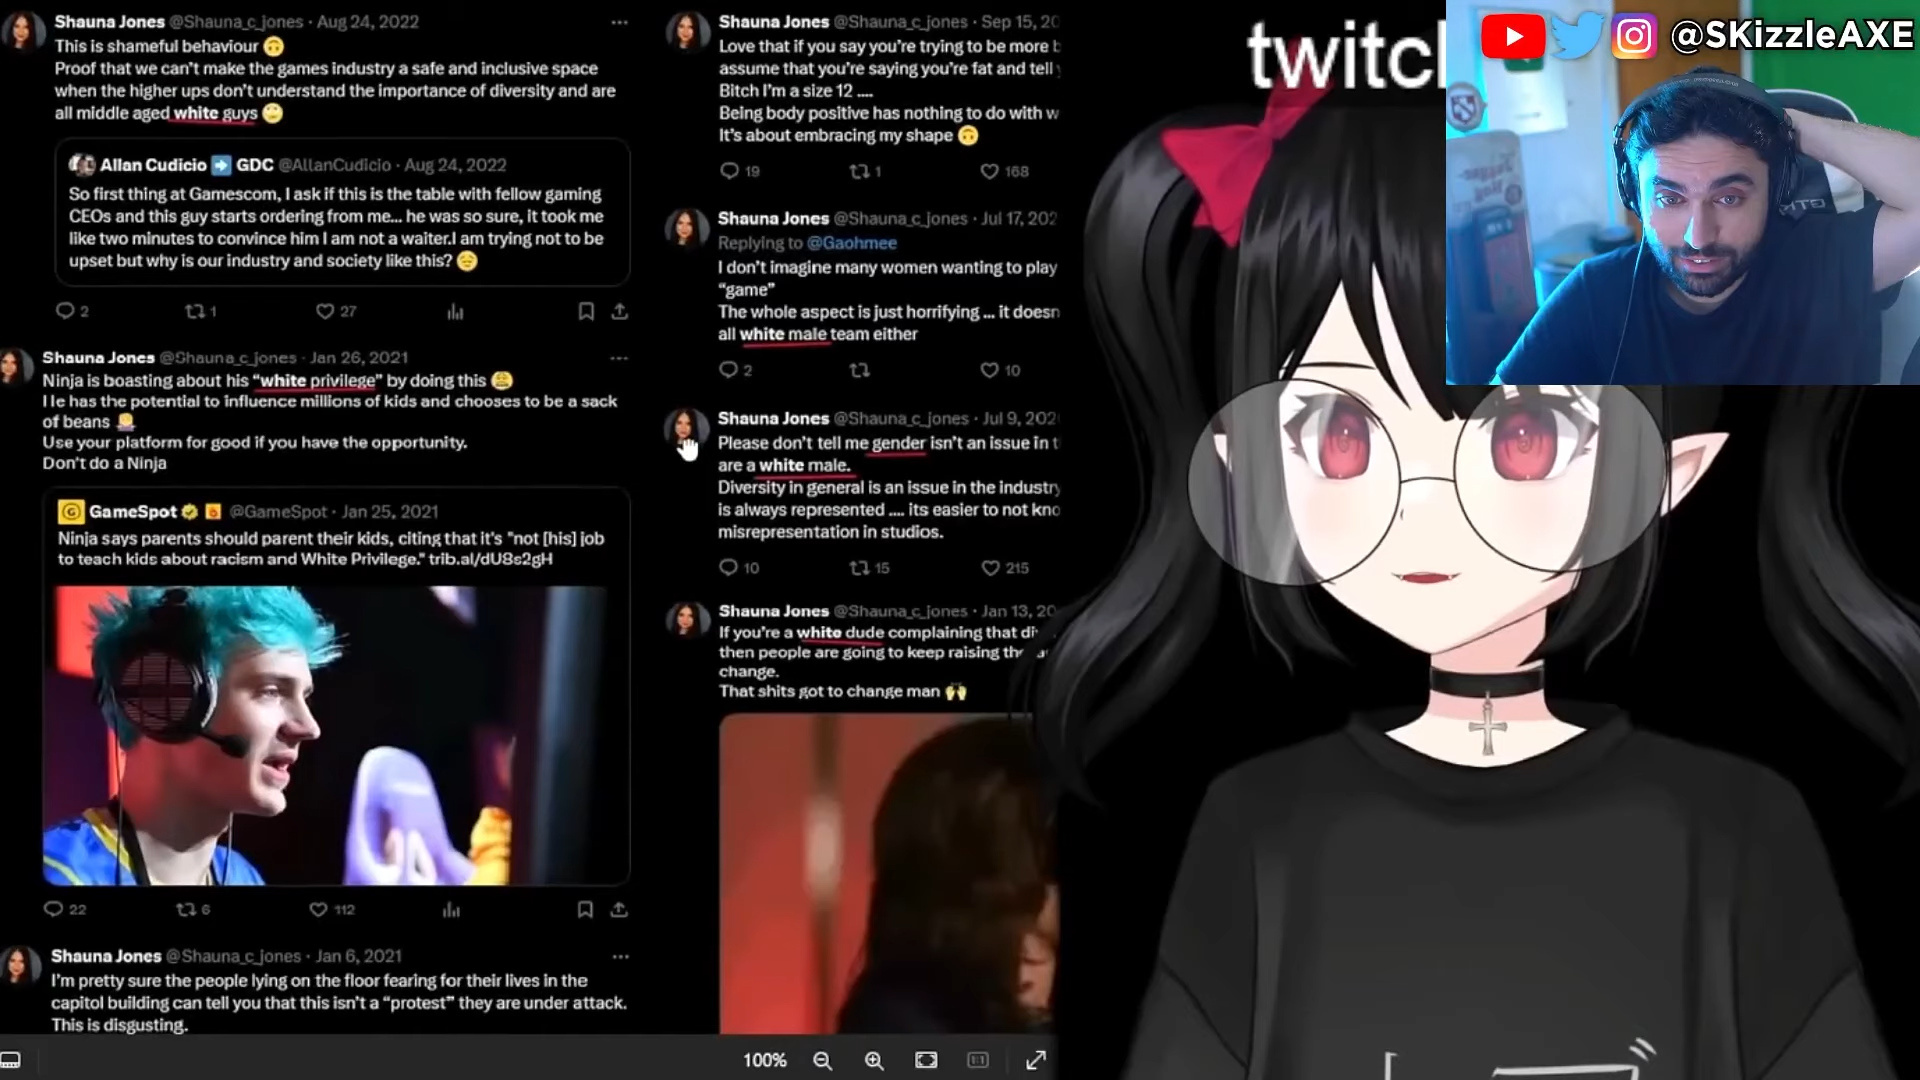 Shauna Jones @Shauna_c_jones · Aug 24, 2022
This is shameful behaviour
Proof that we can't make the games industry a safe and inclusive space
when the higher ups don't understand the importance of diversity and are
all middle aged white guys
Allan Cudicio GDC @AllanCudicio · Aug 24, 2022
So first thing at Gamescom, I ask if this is the table with fellow gaming
CEOs and this guy starts ordering from me... he was so sure, it took me
like two minutes to convince him I am not a waiter.I am trying not to be
upset but why is our industry and society like this?
2 1 27
Shauna Jones @Shauna_c_jones · Jan 26, 2021
Ninja is boasting about his "white privilege" by doing this
He has the potential to influence millions of kids and chooses to be a sack
of beans
Use your platform for good if you have the opportunity.
Don't do a Ninja
GameSpot @GameSpot · Jan 25, 2021
Ninja says parents should parent their kids, citing that it's "not [his] job
to teach kids about racism and White Privilege." trib.al/dU8s2gH
22 6 112
Shauna Jones @Shauna_c_jones · Jan 6, 2021
I'm pretty sure the people lying on the floor fearing for their lives in the
capitol building can tell you that this isn't a "protest" they are under attack.
This is disgusting.
Shauna Jones @Shauna_c_jones · Sep 15, 20
Love that if you say you're trying to be more b
assume that you're saying you're fat and tell
Bitch I'm a size 12 ....
Being body positive has nothing to do with w
It's about embracing my shape
19 1 168
Shauna Jones @Shauna_c_jones · Jul 17, 202
Replying to @Gaohmee
I don't imagine many women wanting to play
"game"
The whole aspect is just horrifying ... it doesn
all white male team either
2 10
Shauna Jones @Shauna_c_jones · Jul 9, 202
Please don't tell me gender isn't an issue in t
are a white male.
Diversity in general is an issue in the industry
is always represented .... its easier to not kno
misrepresentation in studios.
10 15 215
Shauna Jones @Shauna_c_jones · Jan 13, 20
If you're a white dude complaining that di
then people are going to keep raising the
change.
That shits got to change man
100%
twitch
@SKizzleAXE